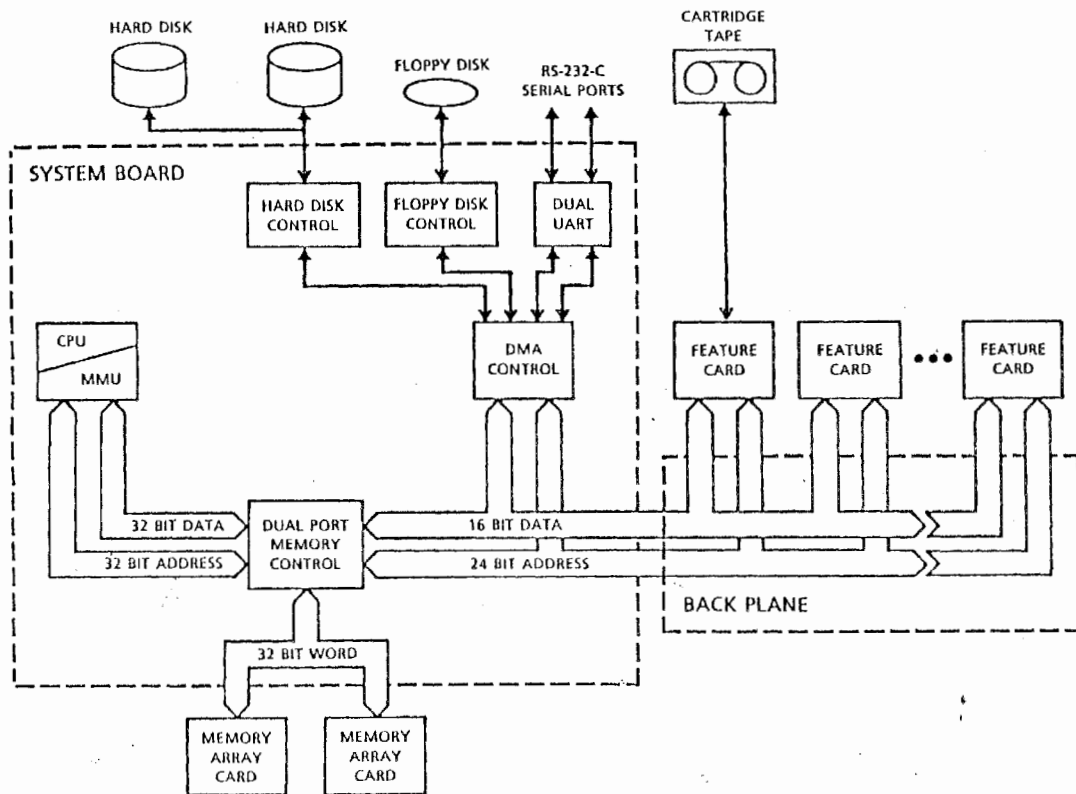 HARD DISK
HARD DISK
CARTRIDGE
TAPE
FLOPPY DISK
RS-232-C
SERIAL PORTS
SYSTEM BOARD
HARD DISK
CONTROL
FLOPPY DISK
CONTROL
DUAL
UART
CPU
MMU
DMA
CONTROL
FEATURE
CARD
FEATURE
CARD
FEATURE
CARD
32 BIT DATA
DUAL PORT
MEMORY
CONTROL
16 BIT DATA
32 BIT ADDRESS
24 BIT ADDRESS
BACK PLANE
32 BIT WORD
MEMORY
ARRAY
CARD
MEMORY
ARRAY
CARD